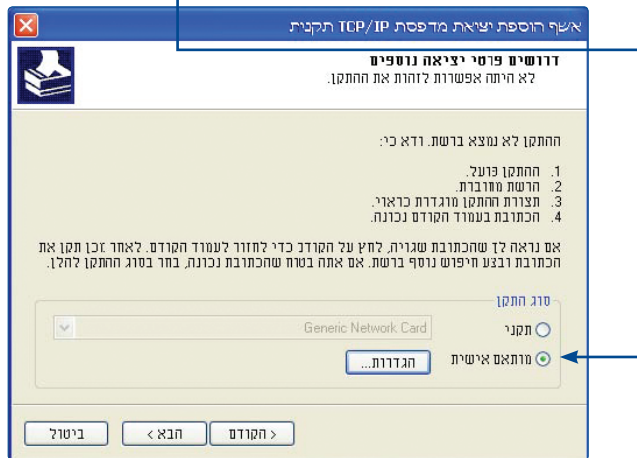 אשף הוספת יציאת מדפסת TCP/IP תקנית
דרושים פרטי יציאה נוספים
לא היתה אפשרות לזהות את ההתקן.
ההתקן לא נמצא ברשת. ודא כי:
1. ההתקן פועל.
2. הרשת מחוברת.
3. תצורת ההתקן מוגדרת כראוי.
4. הכתובת בעמוד הקודם נכונה.
אם נראה לך שהכתובת שגויה, לחץ על הקודם כדי לחזור לעמוד הקודם. לאחר מכן תקן את
הכתובת ובצע חיפוש נוסף ברשת. אם אתה בטוח שהכתובת נכונה, בחר בסוג ההתקן להלן.
סוג התקן
תקני Generic Network Card
מותאם אישית הגדרות...
< הקודם הבא > ביטול